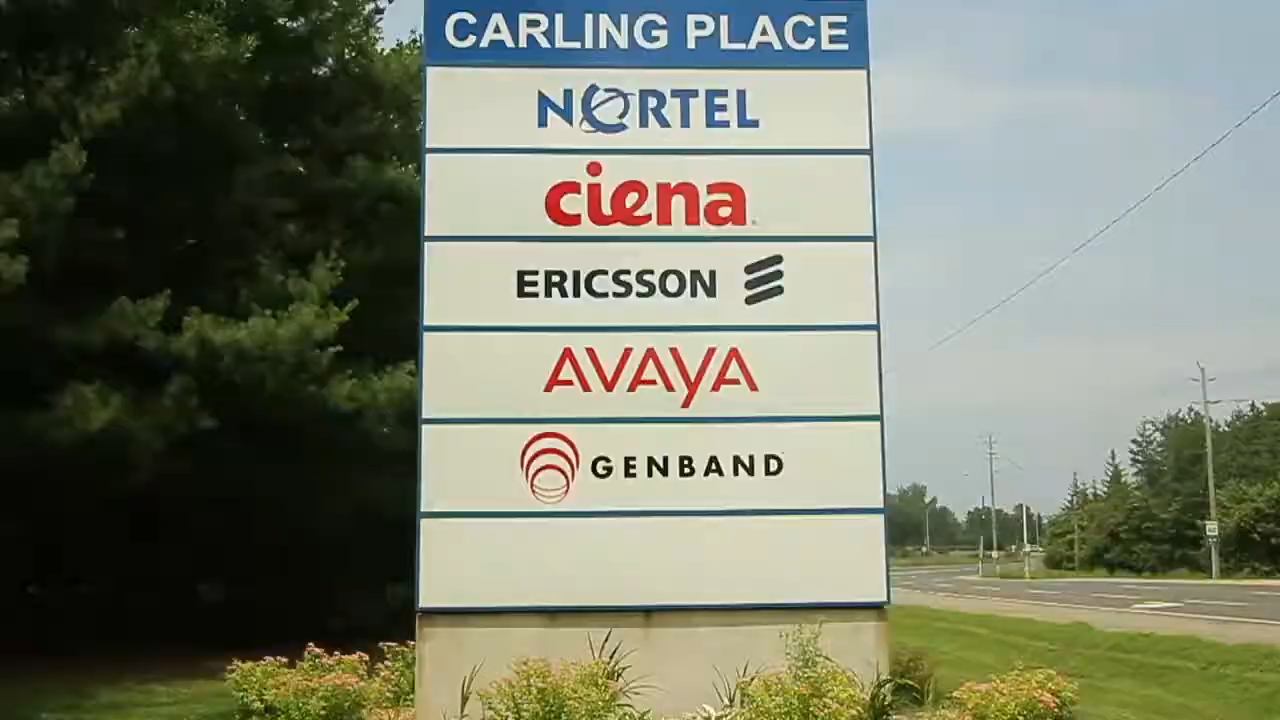 CARLING PLACE
NORTEL
ciena
ERICSSON
AVAYA
GENBAND